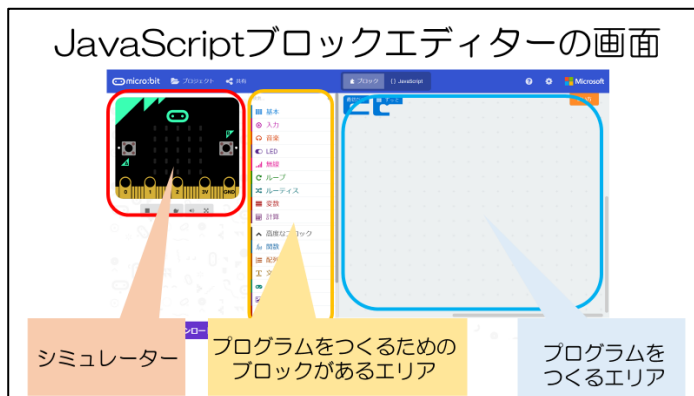 JavaScriptブロックエディターの画面
micro:bit プロジェクト 共有
ブロック {} JavaScript
Microsoft
基本
入力
音楽
LED
無線
ループ
ルーティス
変数
計算
高度なブロック
関数
0 1 2 3V GND
シミュレーター
プログラムをつくるための
ブロックがあるエリア
プログラムを
つくるエリア